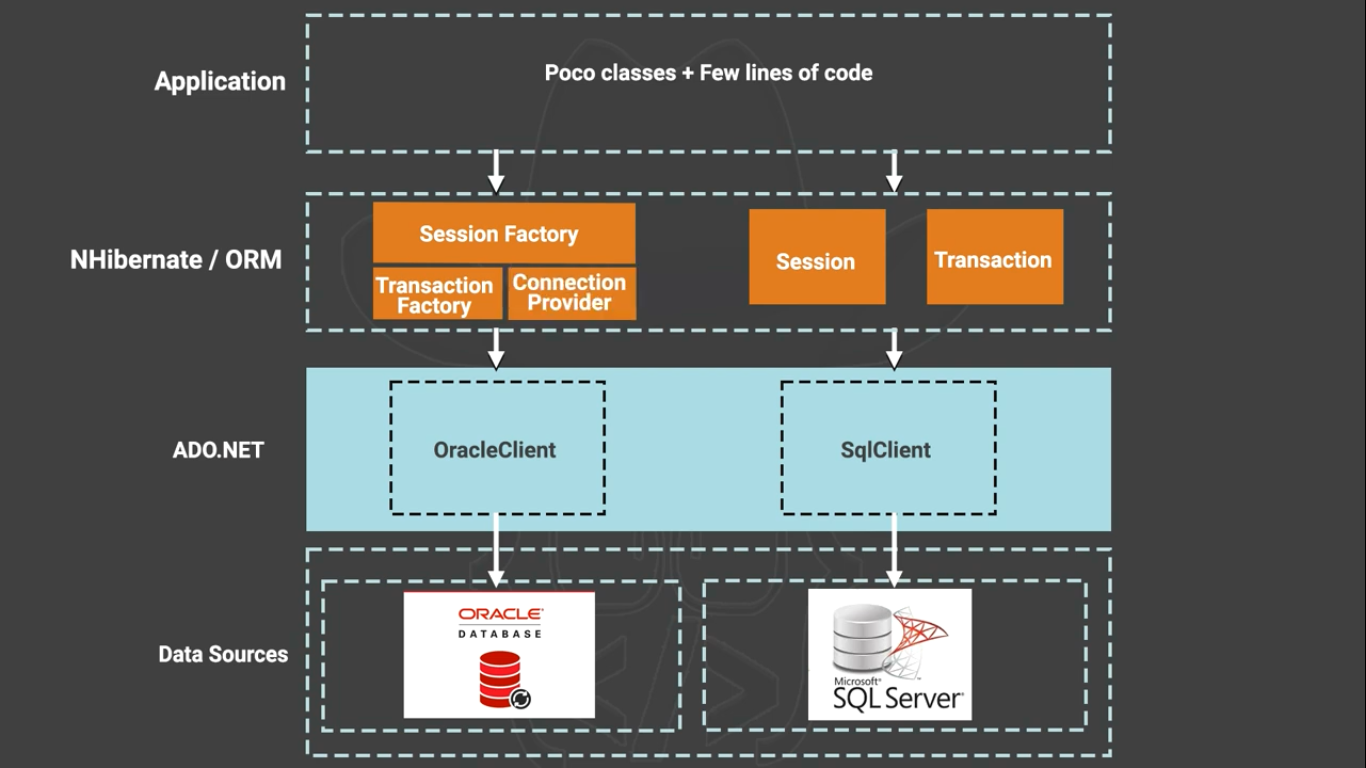 Application
Poco classes + Few lines of code
NHibernate / ORM
Session Factory
Transaction
Factory
Connection
Provider
Session
Transaction
ADO.NET
OracleClient
SqlClient
Data Sources
ORACLE
DATABASE
Microsoft
SQL Server